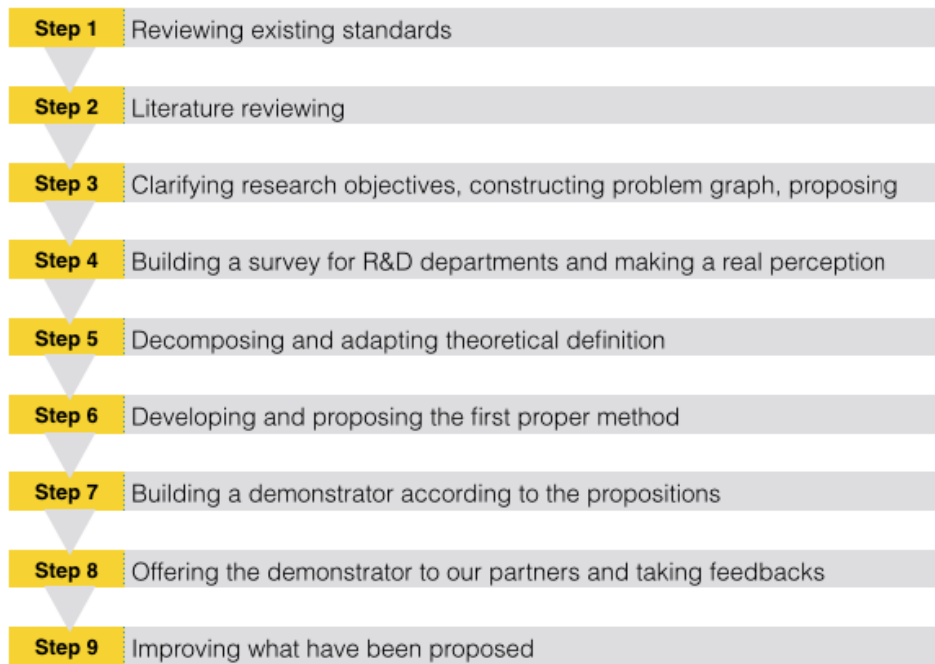 Step 1 Reviewing existing standards
Step 2 Literature reviewing
Step 3 Clarifying research objectives, constructing problem graph, proposing
Step 4 Building a survey for R&D departments and making a real perception
Step 5 Decomposing and adapting theoretical definition
Step 6 Developing and proposing the first proper method
Step 7 Building a demonstrator according to the propositions
Step 8 Offering the demonstrator to our partners and taking feedbacks
Step 9 Improving what have been proposed